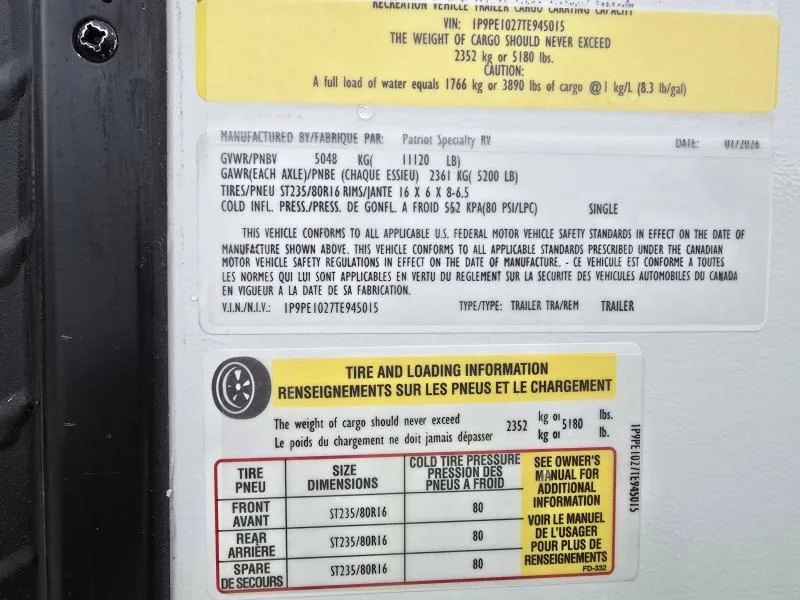 RECREATION VEHICLE TRAILER CARGO CARRYING CAPACITY
VIN: 1P9PE1027TE945015
THE WEIGHT OF CARGO SHOULD NEVER EXCEED
2352 kg or 5180 lbs.
CAUTION:
A full load of water equals 1766 kg or 3890 lbs of cargo @1 kg/L (8.3 lb/gal)
MANUFACTURED BY/FABRIQUE PAR: Patriot Specialty RV DATE: 01/2026
GVWR/PNBV 5048 KG( 11120 LB)
GAWR(EACH AXLE)/PNBE (CHAQUE ESSIEU) 2361 KG( 5200 LB)
TIRES/PNEU ST235/80R16 RIMS/JANTE 16 X 6 X 8-6.5
COLD INFL. PRESS./PRESS. DE GONFL. A FROID 552 KPA(80 PSI/LPC) SINGLE
THIS VEHICLE CONFORMS TO ALL APPLICABLE U.S. FEDERAL MOTOR VEHICLE SAFETY STANDARDS IN EFFECT ON THE DATE OF
MANUFACTURE SHOWN ABOVE. THIS VEHICLE CONFORMS TO ALL APPLICABLE STANDARDS PRESCRIBED UNDER THE CANADIAN
MOTOR VEHICLE SAFETY REGULATIONS IN EFFECT ON THE DATE OF MANUFACTURE. - CE VEHICULE EST CONFORME A TOUTES
LES NORMES QUI LUI SONT APPLICABLES EN VERTU DU REGLEMENT SUR LA SECURITE DES VEHICULES AUTOMOBILES DU CANADA
EN VIGUEUR A LA DATE DE SA FABRICATION.
V.I.N./N.I.V.: 1P9PE1027TE945015 TYPE/TYPE: TRAILER TRA/REM TRAILER
TIRE AND LOADING INFORMATION
RENSEIGNEMENTS SUR LES PNEUS ET LE CHARGEMENT
The weight of cargo should never exceed 2352 kg or 5180 lbs.
Le poids du chargement ne doit jamais dépasser kg or lb.
TIRE
PNEU
SIZE
DIMENSIONS
COLD TIRE PRESSURE
PRESSION DES
PNEUS A FROID
FRONT
AVANT
ST235/80R16 80
REAR
ARRIÈRE
ST235/80R16 80
SPARE
DE SECOURS
ST235/80R16 80
SEE OWNER'S
MANUAL FOR
ADDITIONAL
INFORMATION
VOIR LE MANUEL
DE L'USAGER
POUR PLUS DE
RENSEIGNEMENTS
FD-332
1P9PE1027TE945015